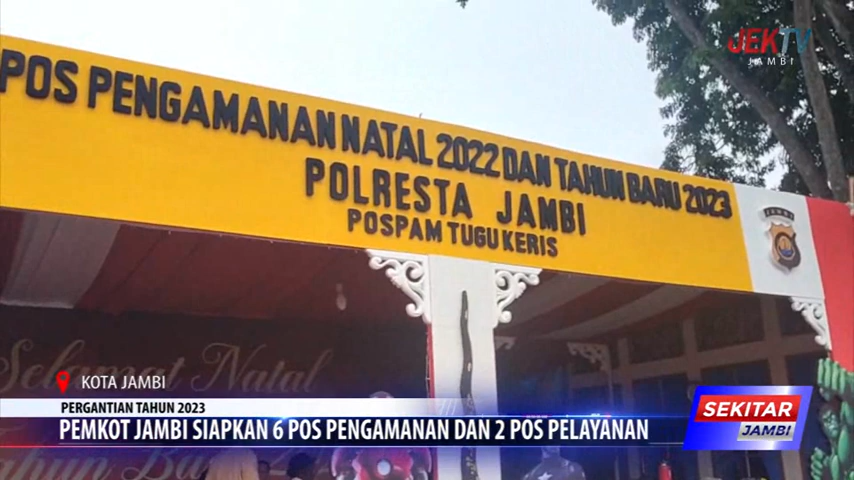 JEKTV
JAMBI
POS PENGAMANAN NATAL 2022 DAN TAHUN BARU 2023
POLRESTA JAMBI
POSPAM TUGU KERIS
JAMBI
Selamat Natal
KOTA JAMBI
PERGANTIAN TAHUN 2023
PEMKOT JAMBI SIAPKAN 6 POS PENGAMANAN DAN 2 POS PELAYANAN
SEKITAR
JAMBI